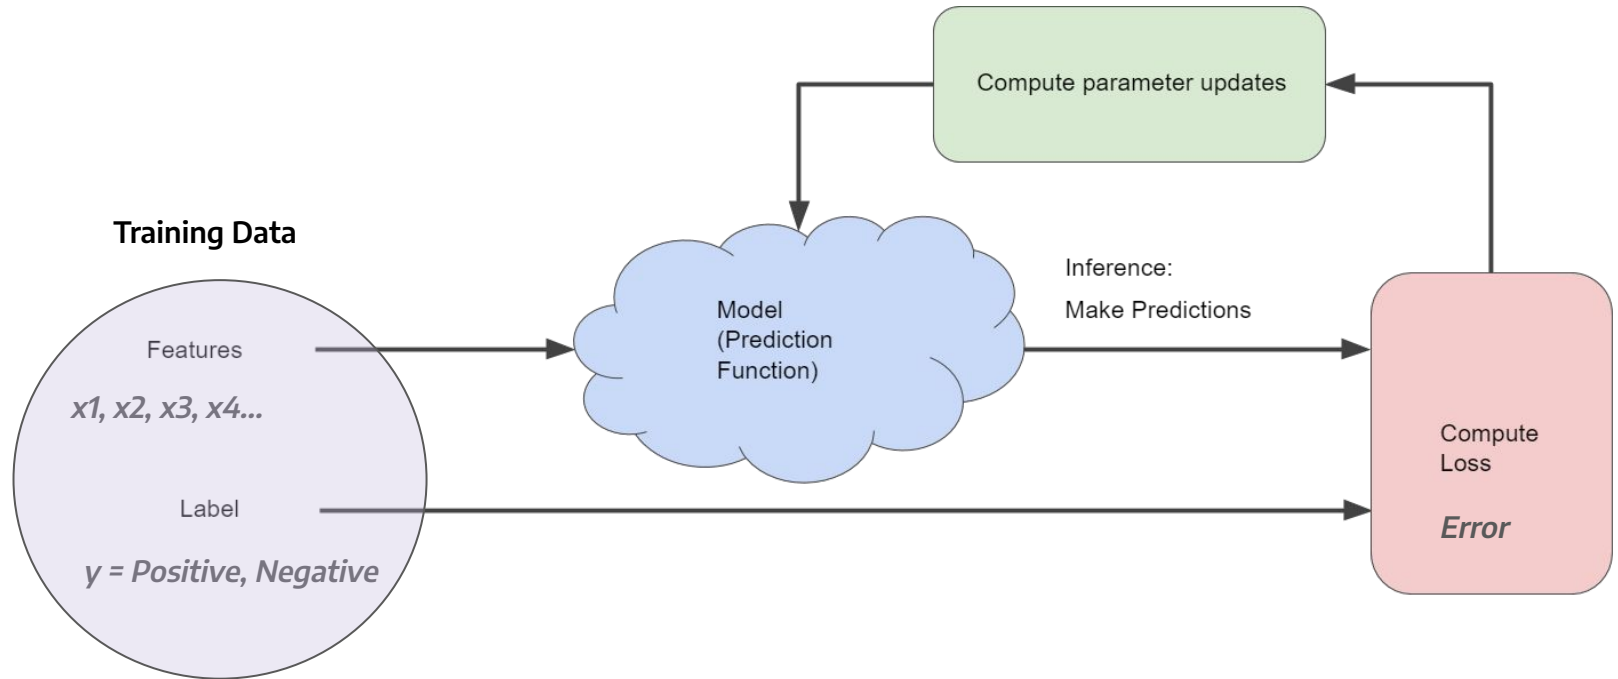 Compute parameter updates
Training Data
Inference:
Make Predictions
Model
(Prediction
Function)
Features
x1, x2, x3, x4...
Compute
Loss
Error
Label
y = Positive, Negative